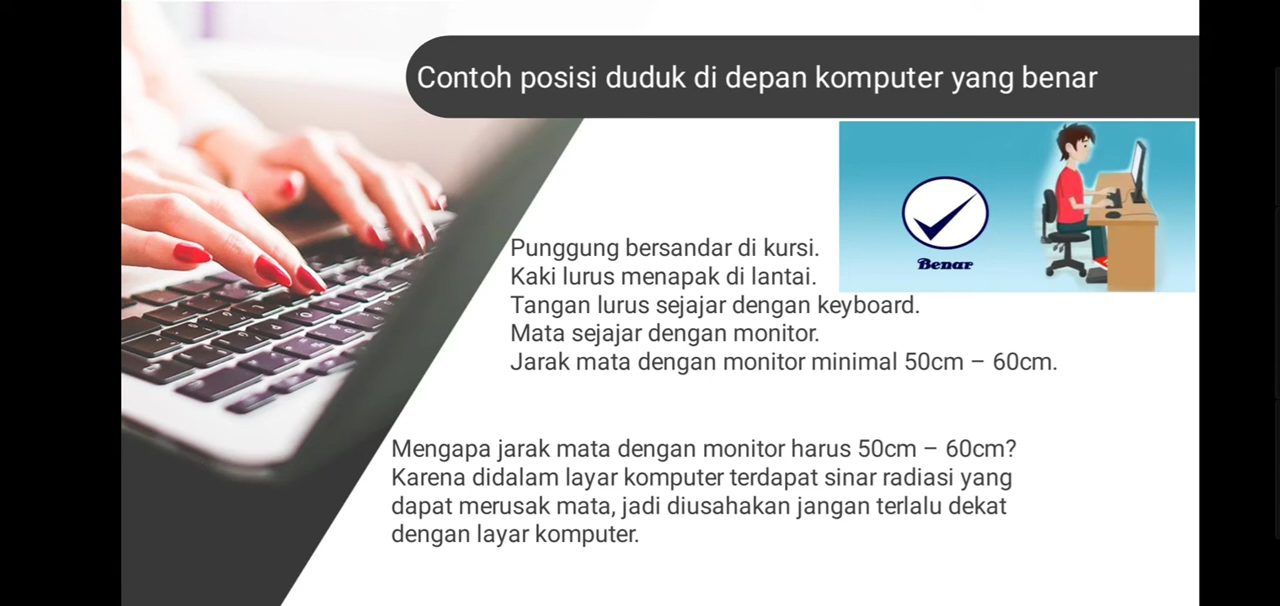 Contoh posisi duduk di depan komputer yang benar
Benar
Punggung bersandar di kursi.
Kaki lurus menapak di lantai.
Tangan lurus sejajar dengan keyboard.
Mata sejajar dengan monitor.
Jarak mata dengan monitor minimal 50cm – 60cm.
Mengapa jarak mata dengan monitor harus 50cm – 60cm?
Karena didalam layar komputer terdapat sinar radiasi yang
dapat merusak mata, jadi diusahakan jangan terlalu dekat
dengan layar komputer.